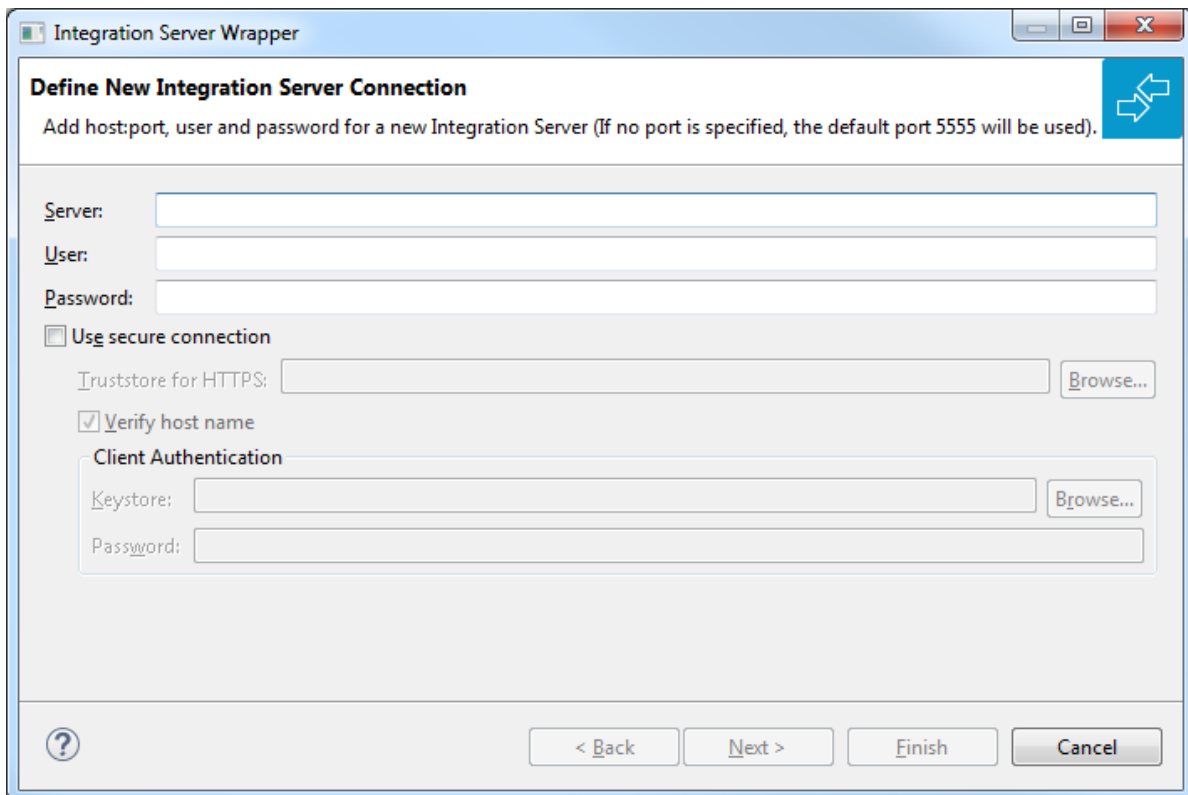 Integration Server Wrapper
Define New Integration Server Connection
Add host:port, user and password for a new Integration Server (If no port is specified, the default port 5555 will be used).
Server:
User:
Password:
Use secure connection
Truststore for HTTPS:
Browse...
Verify host name
Client Authentication
Keystore:
Browse...
Password:
?
< Back
Next >
Finish
Cancel